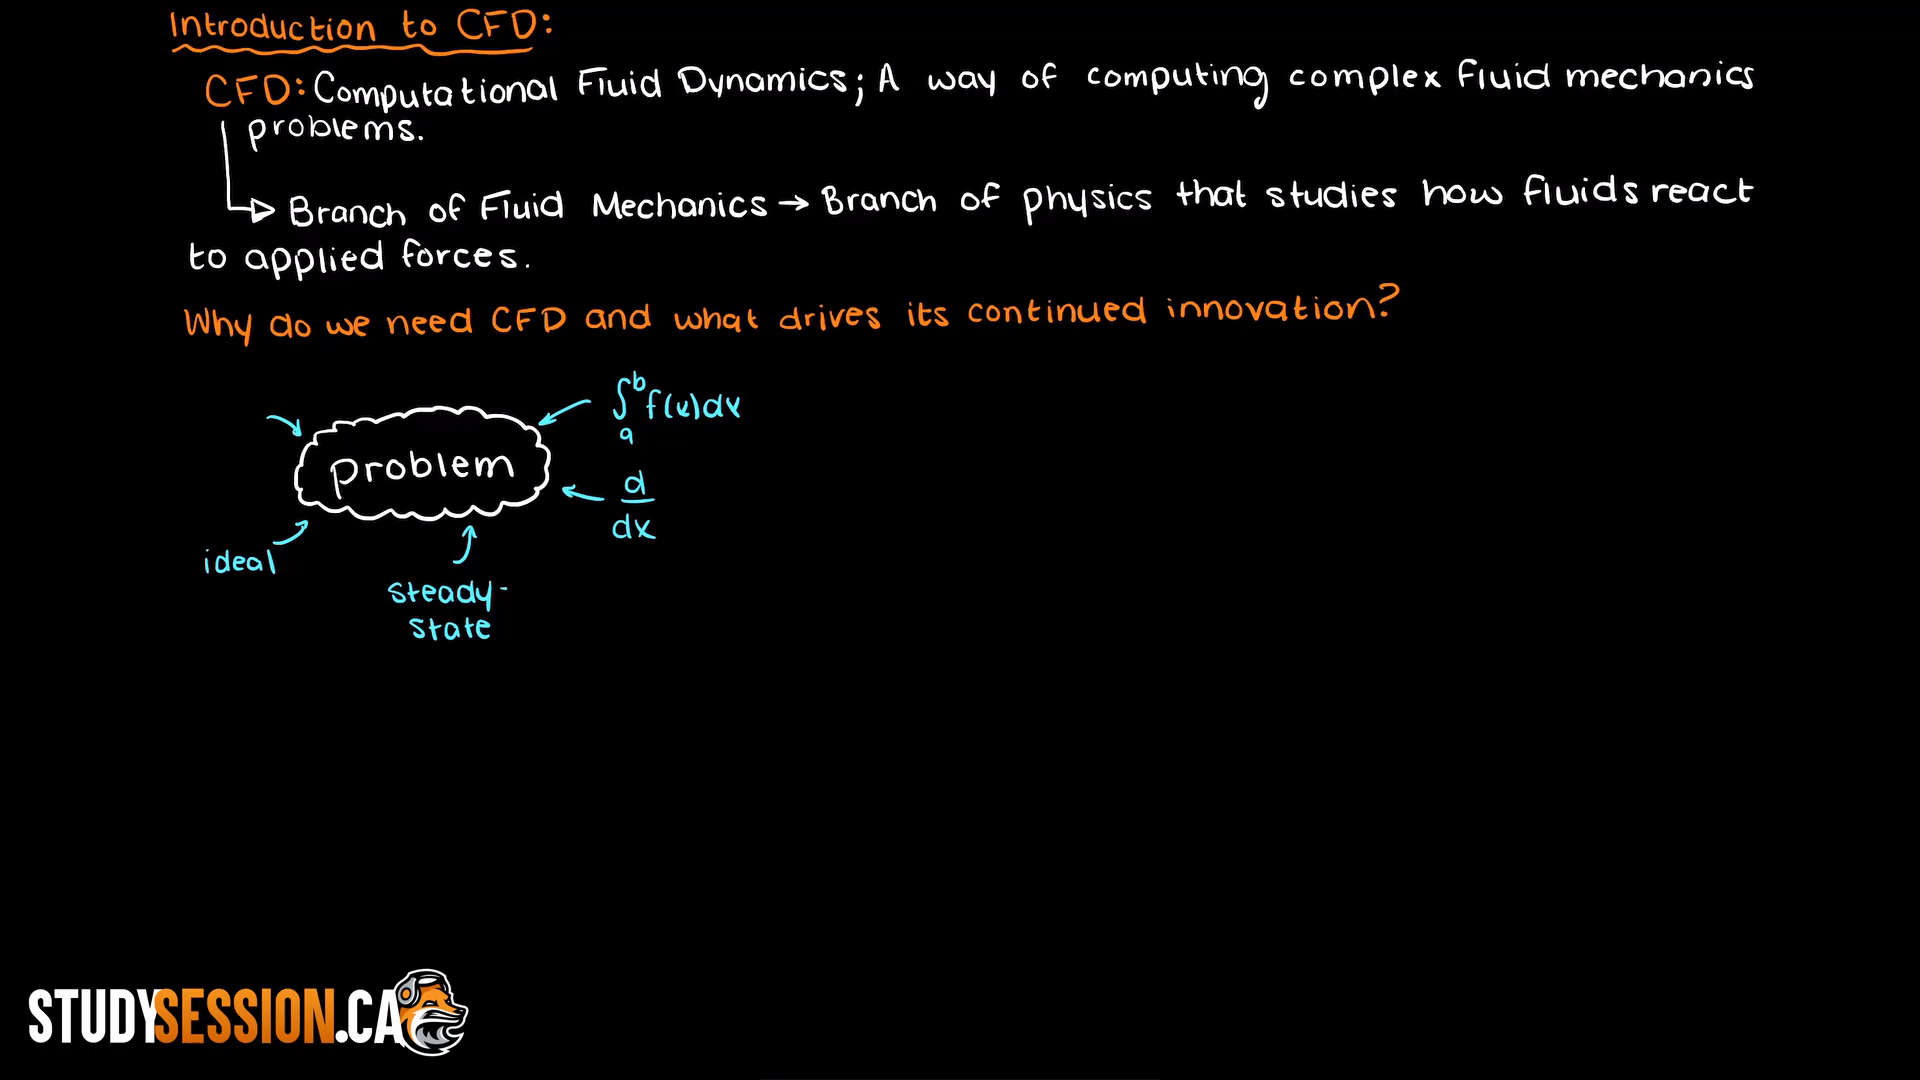 Introduction to CFD:
CFD: Computational Fluid Dynamics; A way of computing complex fluid mechanics
problems.
Branch of Fluid Mechanics → Branch of physics that studies how fluids react
to applied forces.
Why do we need CFD and what drives its continued innovation?
∫_a^b f(x)dx
problem
d/dx
ideal
steady-
state
STUDYSESSION.CA